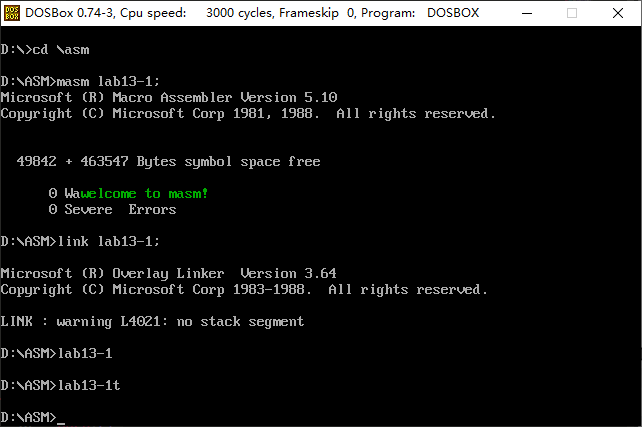 DOSBox 0.74-3, Cpu speed: 3000 cycles, Frameskip 0, Program: DOSBOX
D:\>cd \asm
D:\ASM>masm lab13-1;
Microsoft (R) Macro Assembler Version 5.10
Copyright (C) Microsoft Corp 1981, 1988. All rights reserved.
49842 + 463547 Bytes symbol space free
0 Wawelcome to masm!
0 Severe Errors
D:\ASM>link lab13-1;
Microsoft (R) Overlay Linker Version 3.64
Copyright (C) Microsoft Corp 1983-1988. All rights reserved.
LINK : warning L4021: no stack segment
D:\ASM>lab13-1
D:\ASM>lab13-1t
D:\ASM>_